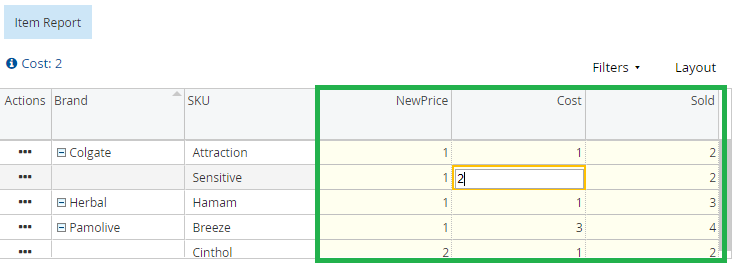 Item Report
Cost: 2
Filters Layout
Actions Brand SKU NewPrice Cost Sold
••• Colgate Attraction 1 1 2
Sensitive 1 2 2
••• Herbal Hamam 1 1 3
••• Pamolive Breeze 1 3 4
Cinthol 2 1 2